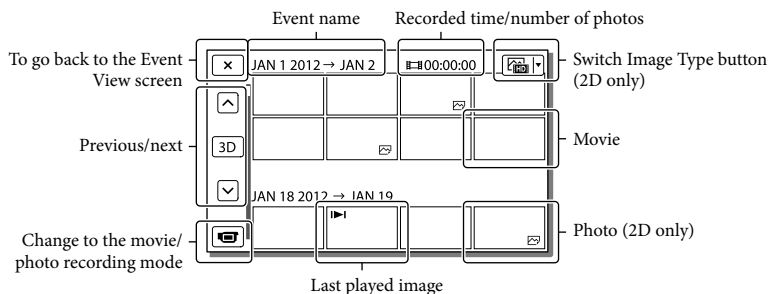 Event name
Recorded time/number of photos
To go back to the Event
View screen
× JAN 1 2012 → JAN 2 00:00:00 HD
Switch Image Type button
(2D only)
Previous/next
3D
Movie
JAN 18 2012 → JAN 19
Change to the movie/
photo recording mode
Photo (2D only)
Last played image